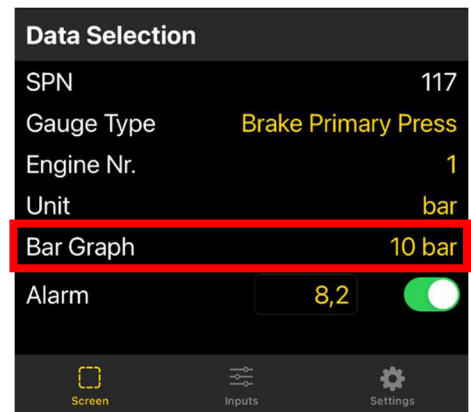 Data Selection
SPN 117
Gauge Type Brake Primary Press
Engine Nr. 1
Unit bar
Bar Graph 10 bar
Alarm 8,2
Screen Inputs Settings